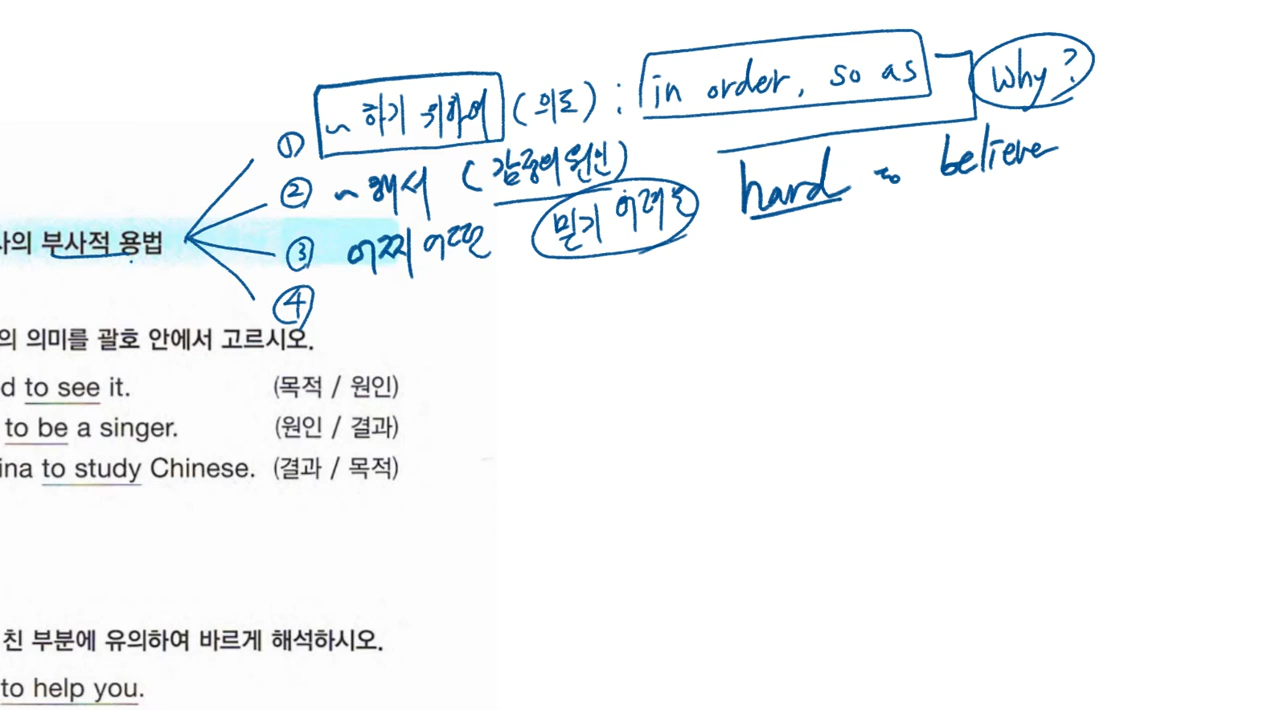 ① ~ 하기 위하여 (의도) : in order, so as why?
② ~ 해서 (감정의 원인) hard to believe
③ 어찌 어떤 믿기 어려운
사의 부사적 용법
④
의 의미를 괄호 안에서 고르시오.
d to see it. (목적 / 원인)
to be a singer. (원인 / 결과)
ina to study Chinese. (결과 / 목적)
친 부분에 유의하여 바르게 해석하시오.
to help you.